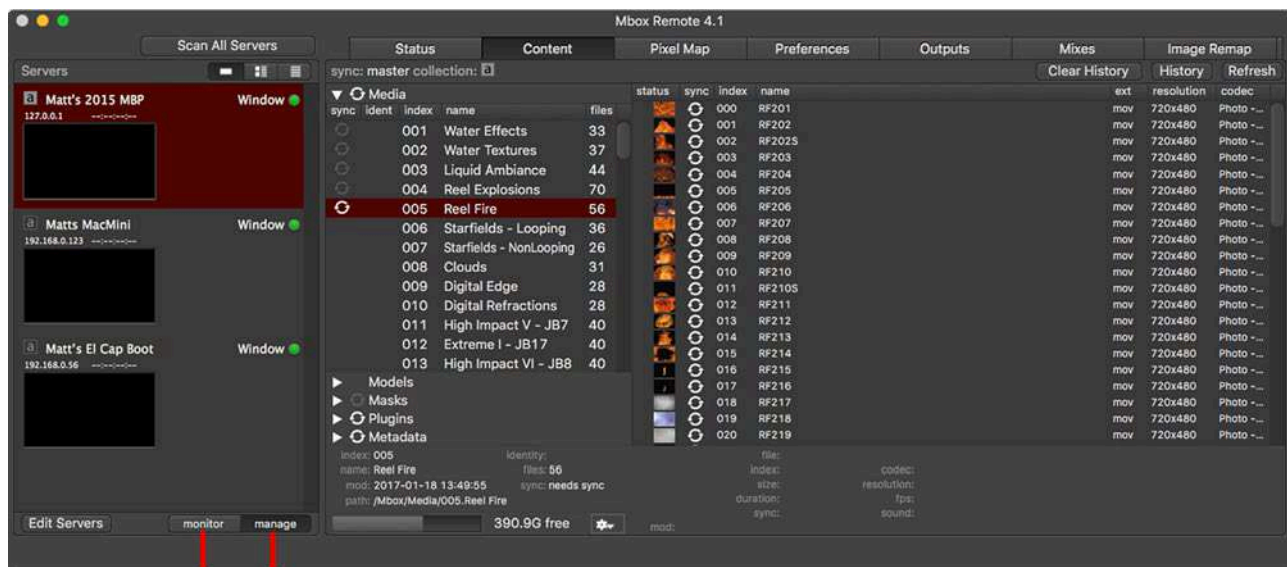 Mbox Remote 4.1
Scan All Servers
Status Content Pixel Map Preferences Outputs Mixes Image Remap
Servers
sync: master collection: a
Clear History History Refresh
a Matt's 2015 MBP Window
127.0.0.1 --:--:--:--
a Matts MacMini Window
192.168.0.123 --:--:--:--
a Matt's El Cap Boot Window
192.168.0.56 --:--:--:--
Edit Servers monitor manage
Media
sync ident index name files
001 Water Effects 33
002 Water Textures 37
003 Liquid Ambiance 44
004 Reel Explosions 70
005 Reel Fire 56
006 Starfields - Looping 36
007 Starfields - NonLooping 26
008 Clouds 31
009 Digital Edge 28
010 Digital Refractions 28
011 High Impact V - JB7 40
012 Extreme I - JB17 40
013 High Impact VI - JB8 40
Models
Masks
Plugins
Metadata
status sync index name ext resolution codec
000 RF201 mov 720x480 Photo -...
001 RF202 mov 720x480 Photo -...
002 RF202S mov 720x480 Photo -...
003 RF203 mov 720x480 Photo -...
004 RF204 mov 720x480 Photo -...
005 RF205 mov 720x480 Photo -...
006 RF206 mov 720x480 Photo -...
007 RF207 mov 720x480 Photo -...
008 RF208 mov 720x480 Photo -...
009 RF209 mov 720x480 Photo -...
010 RF210 mov 720x480 Photo -...
011 RF210S mov 720x480 Photo -...
012 RF211 mov 720x480 Photo -...
013 RF212 mov 720x480 Photo -...
014 RF213 mov 720x480 Photo -...
015 RF214 mov 720x480 Photo -...
016 RF215 mov 720x480 Photo -...
017 RF216 mov 720x480 Photo -...
018 RF217 mov 720x480 Photo -...
019 RF218 mov 720x480 Photo -...
020 RF219 mov 720x480 Photo -...
index: 005 identity:
name: Reel Fire files: 56
mod: 2017-01-18 13:49:55 sync: needs sync
path: /Mbox/Media/005.Reel Fire
390.9G free
file:
index: codec:
size: resolution:
duration: fps:
sync: sound:
mod: